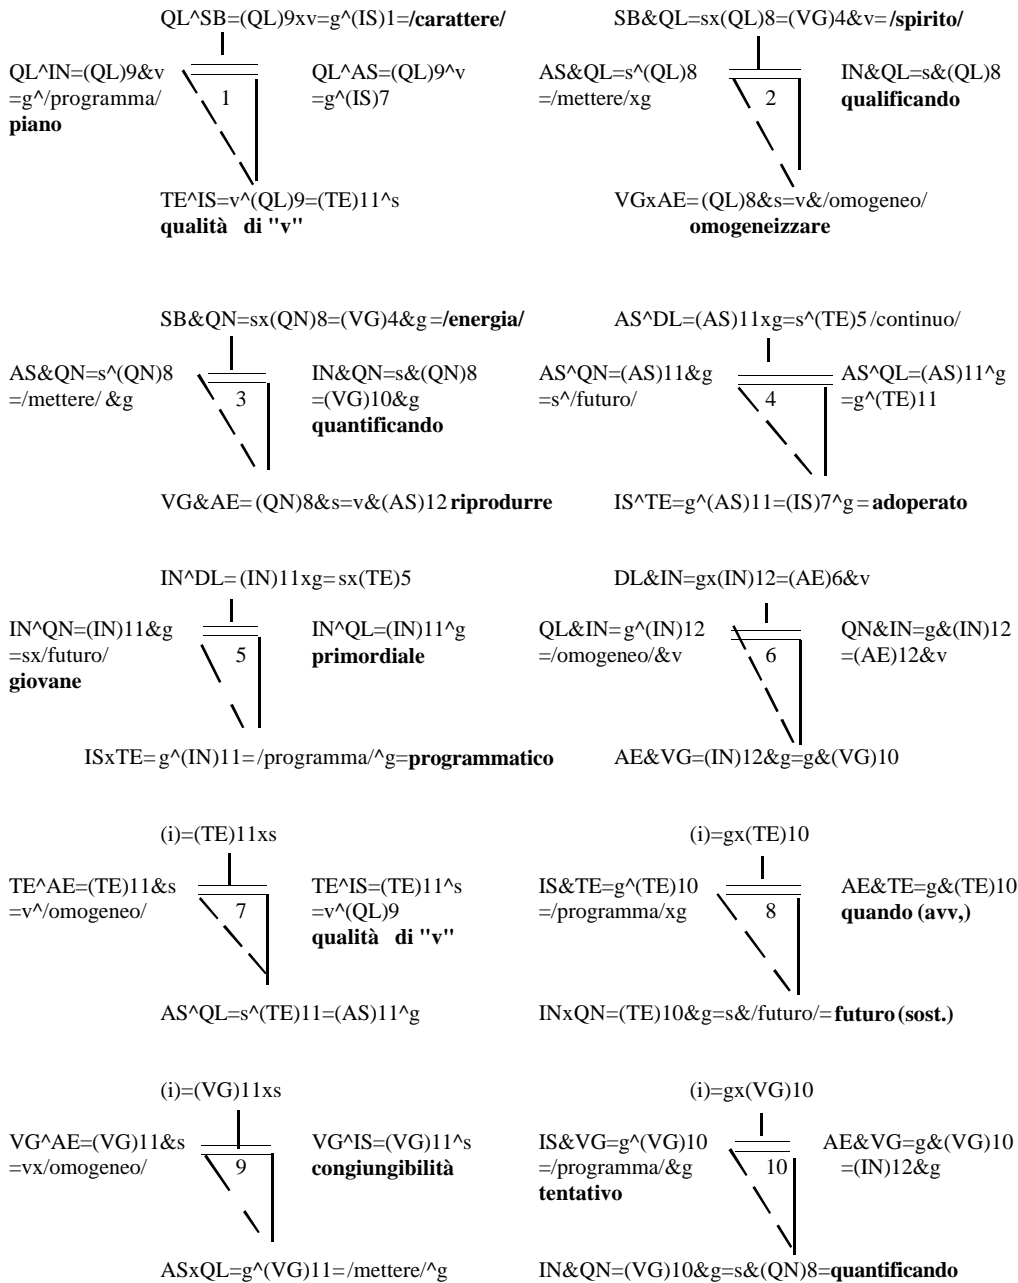 QL^SB=(QL)9xv=g^(IS)1=/carattere/
QL^IN=(QL)9&v
=g^/programma/
piano
1
QL^AS=(QL)9^v
=g^(IS)7
TE^IS=v^(QL)9=(TE)11^s
qualità di "v"
SB&QL=sx(QL)8=(VG)4&v=/spirito/
AS&QL=s^(QL)8
=/mettere/xg
2
IN&QL=s&(QL)8
qualificando
VGxAE=(QL)8&s=v&/omogeneo/
omogeneizzare
SB&QN=sx(QN)8=(VG)4&g=/energia/
AS&QN=s^(QN)8
=/mettere/ &g
3
IN&QN=s&(QN)8
=(VG)10&g
quantificando
VG&AE=(QN)8&s=v&(AS)12 riprodurre
AS^DL=(AS)11xg=s^(TE)5/continuo/
AS^QN=(AS)11&g
=s^/futuro/
4
AS^QL=(AS)11^g
=g^(TE)11
IS^TE=g^(AS)11=(IS)7^g=adoperato
IN^DL=(IN)11xg=sx(TE)5
IN^QN=(IN)11&g
=sx/futuro/
giovane
5
IN^QL=(IN)11^g
primordiale
ISxTE=g^(IN)11=/programma/^g=programmatico
DL&IN=gx(IN)12=(AE)6&v
QL&IN=g^(IN)12
=/omogeneo/&v
6
QN&IN=g&(IN)12
=(AE)12&v
AE&VG=(IN)12&g=g&(VG)10
(i)=(TE)11xs
TE^AE=(TE)11&s
=v^/omogeneo/
7
TE^IS=(TE)11^s
=v^(QL)9
qualità di "v"
AS^QL=s^(TE)11=(AS)11^g
(i)=gx(TE)10
IS&TE=g^(TE)10
=/programma/xg
8
AE&TE=g&(TE)10
quando (avv,)
INxQN=(TE)10&g=s&/futuro/=futuro (sost.)
(i)=(VG)11xs
VG^AE=(VG)11&s
=vx/omogeneo/
9
VG^IS=(VG)11^s
congiungibilità
ASxQL=g^(VG)11=/mettere/^g
(i)=gx(VG)10
IS&VG=g^(VG)10
=/programma/&g
tentativo
10
AE&VG=g&(VG)10
=(IN)12&g
IN&QN=(VG)10&g=s&(QN)8=quantificando